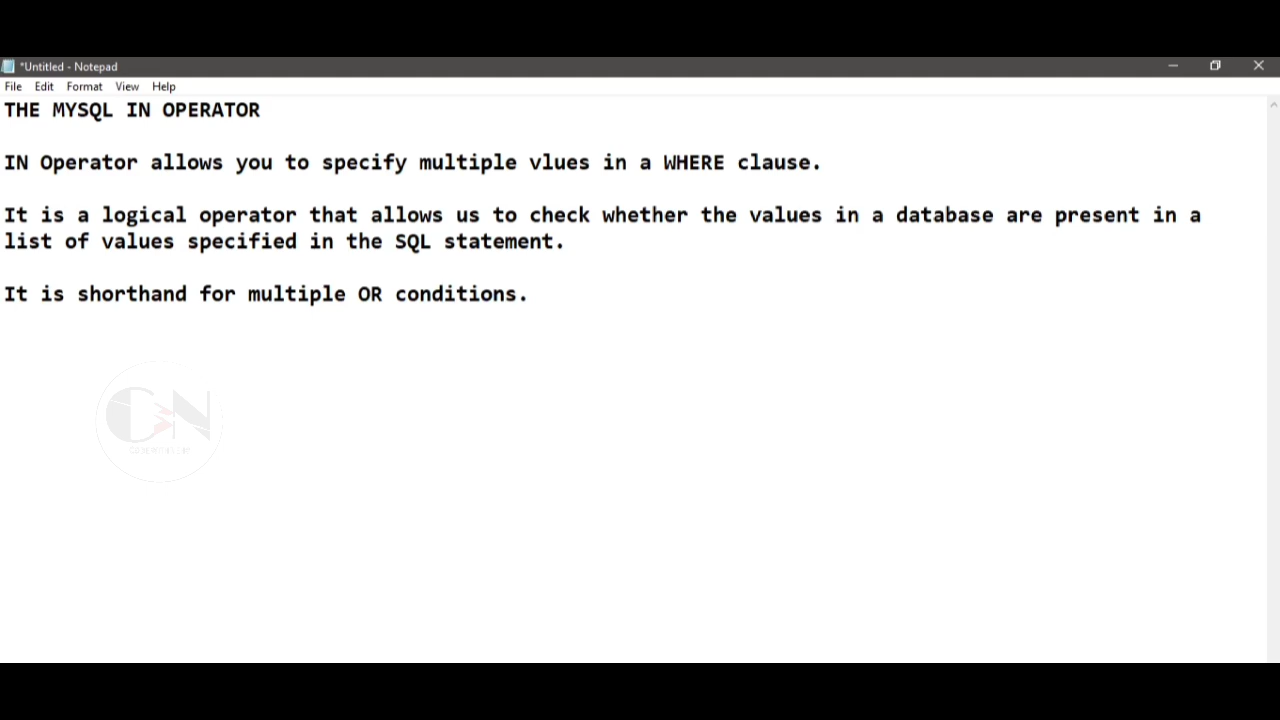 *Untitled - Notepad
File Edit Format View Help
THE MYSQL IN OPERATOR
IN Operator allows you to specify multiple vlues in a WHERE clause.
It is a logical operator that allows us to check whether the values in a database are present in a
list of values specified in the SQL statement.
It is shorthand for multiple OR conditions.